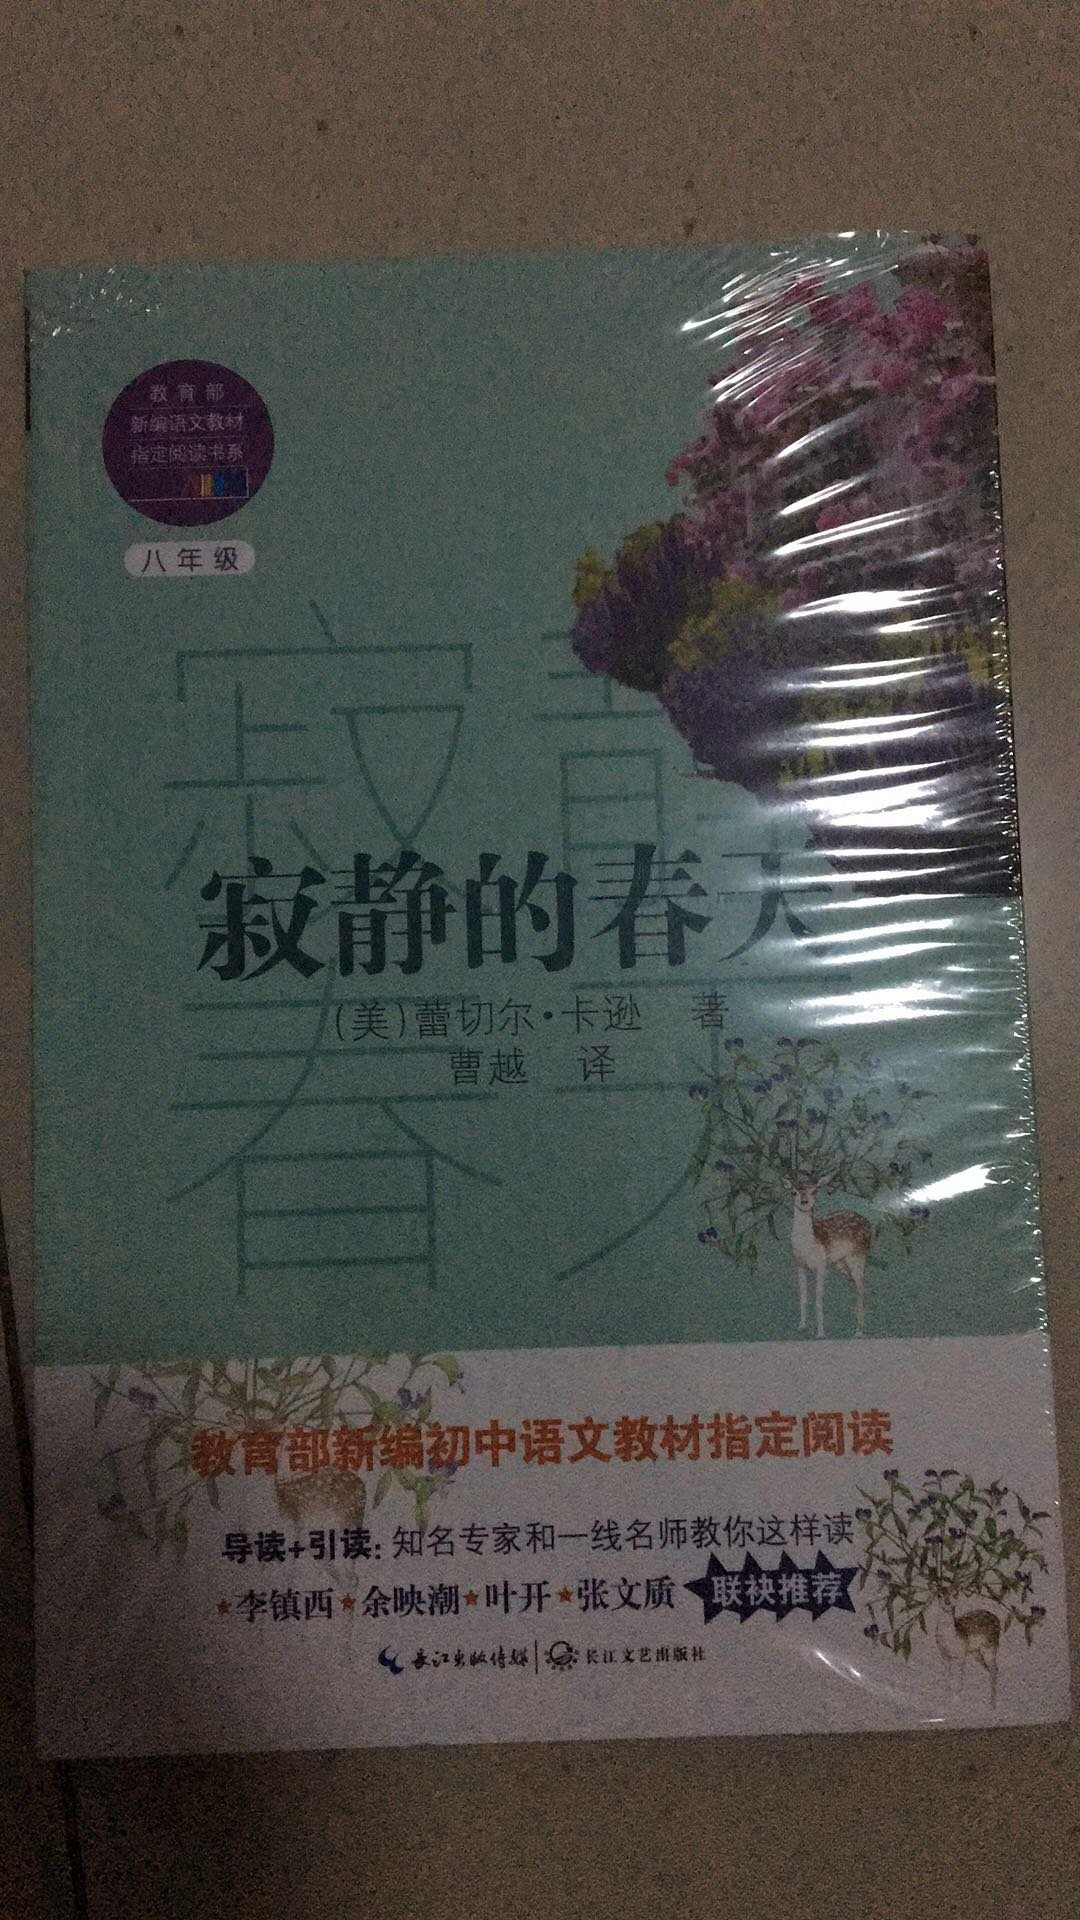 教育部
新编语文教材
指定阅读书系
八年级
寂静
春天
寂静的春天
(美)蕾切尔·卡逊 著
曹越 译
教育部新编初中语文教材指定阅读
导读+引读:知名专家和一线名师教你这样读
★李镇西★余映潮★叶开★张文质 联袂推荐
长江出版传媒 长江文艺出版社